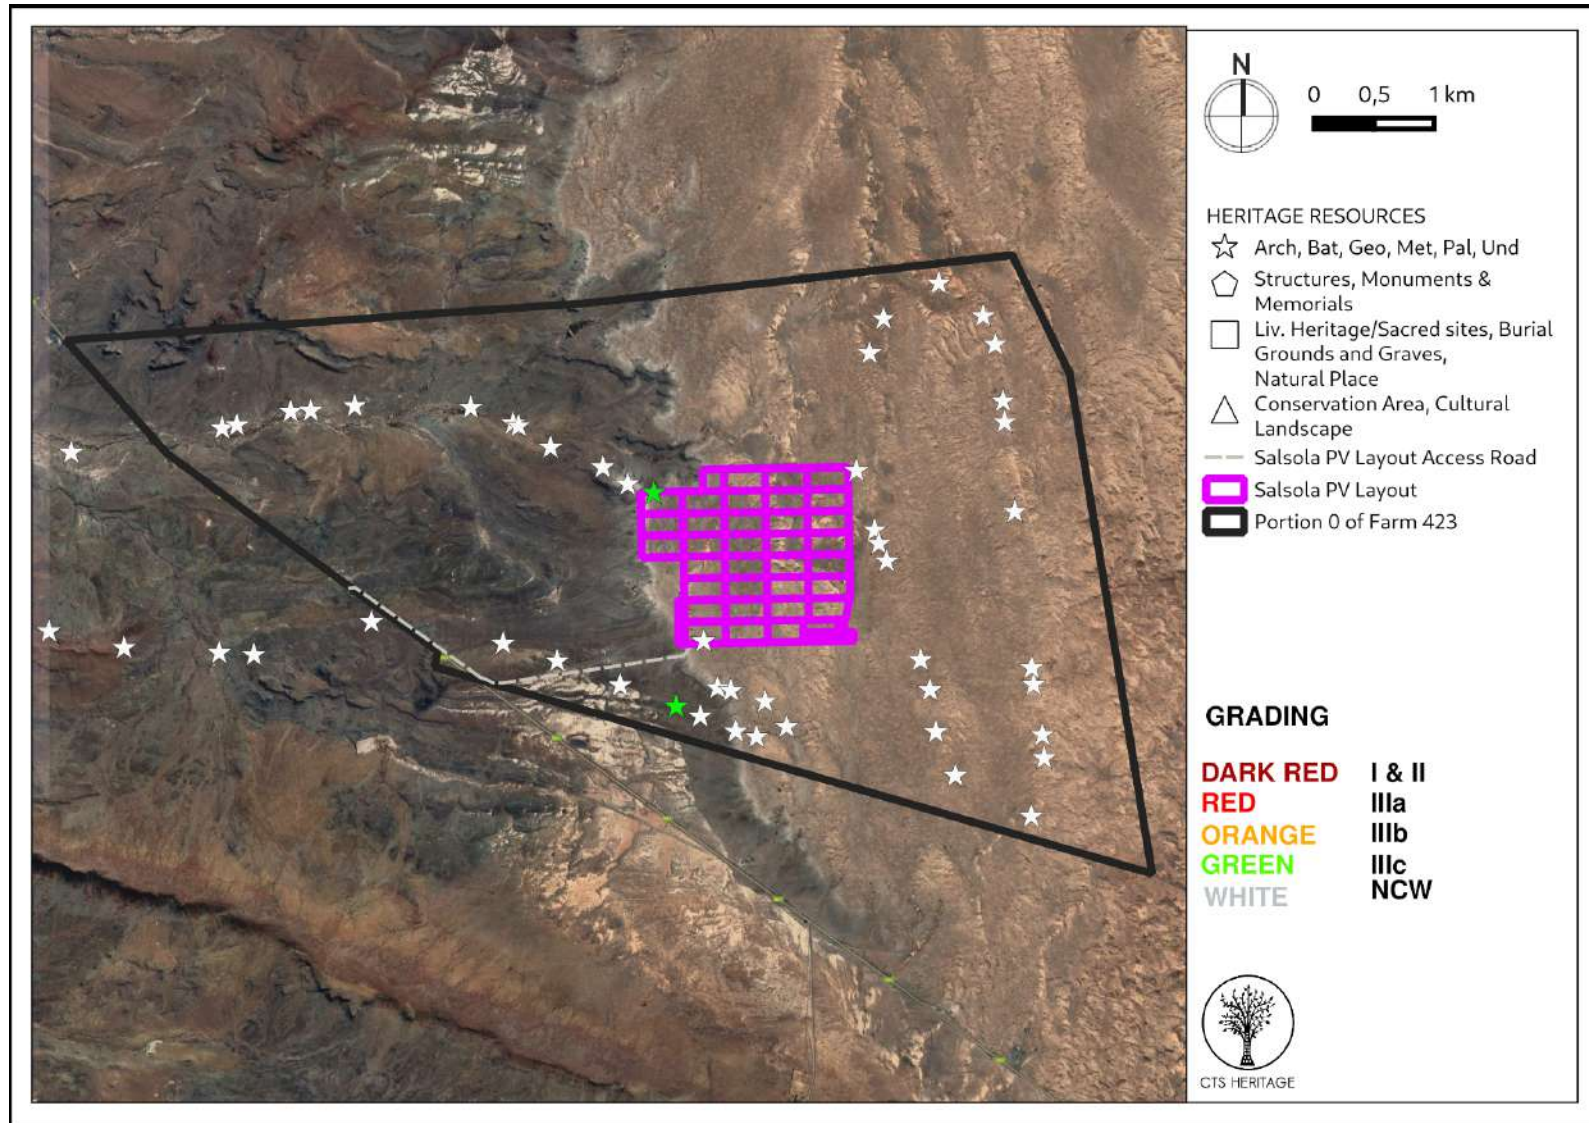 N
0 0,5 1 km
HERITAGE RESOURCES
Arch, Bat, Geo, Met, Pal, Und
Structures, Monuments &
Memorials
Liv. Heritage/Sacred sites, Burial
Grounds and Graves,
Natural Place
Conservation Area, Cultural
Landscape
Salsola PV Layout Access Road
Salsola PV Layout
Portion 0 of Farm 423
GRADING
DARK RED I & II
RED IIIa
ORANGE IIIb
GREEN IIIc
WHITE NCW
CTS HERITAGE